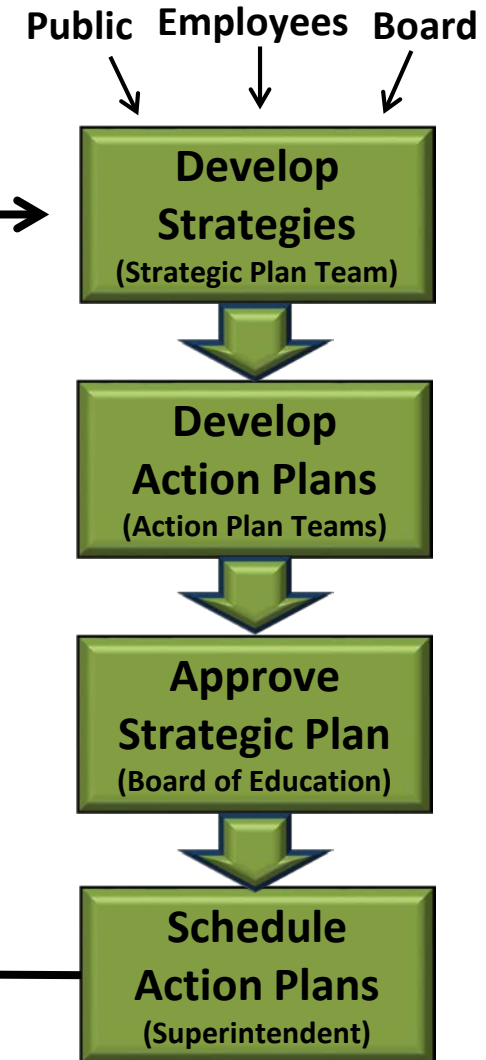 Public Employees Board
Develop
Strategies
(Strategic Plan Team)
Develop
Action Plans
(Action Plan Teams)
Approve
Strategic Plan
(Board of Education)
Schedule
Action Plans
(Superintendent)